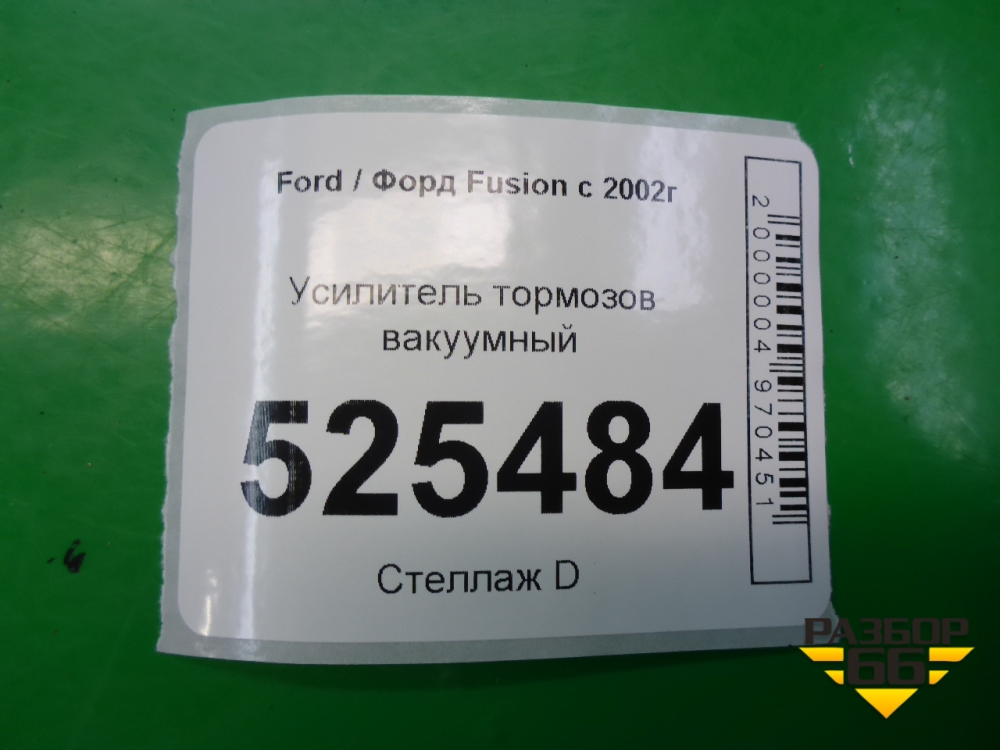 Ford / Форд Fusion с 2002г
Усилитель тормозов
вакуумный
525484
Стеллаж D
2000004970451
РАЗБОР
66